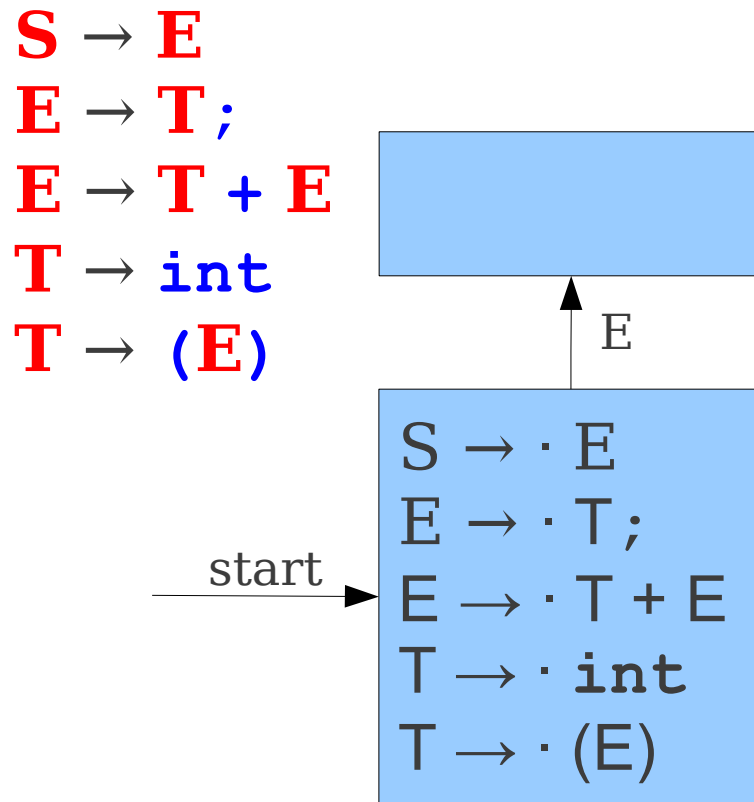 S → E
E → T;
E → T + E
T → int
T → (E)
E
start
S → · E
E → · T;
E → · T + E
T → · int
T → · (E)